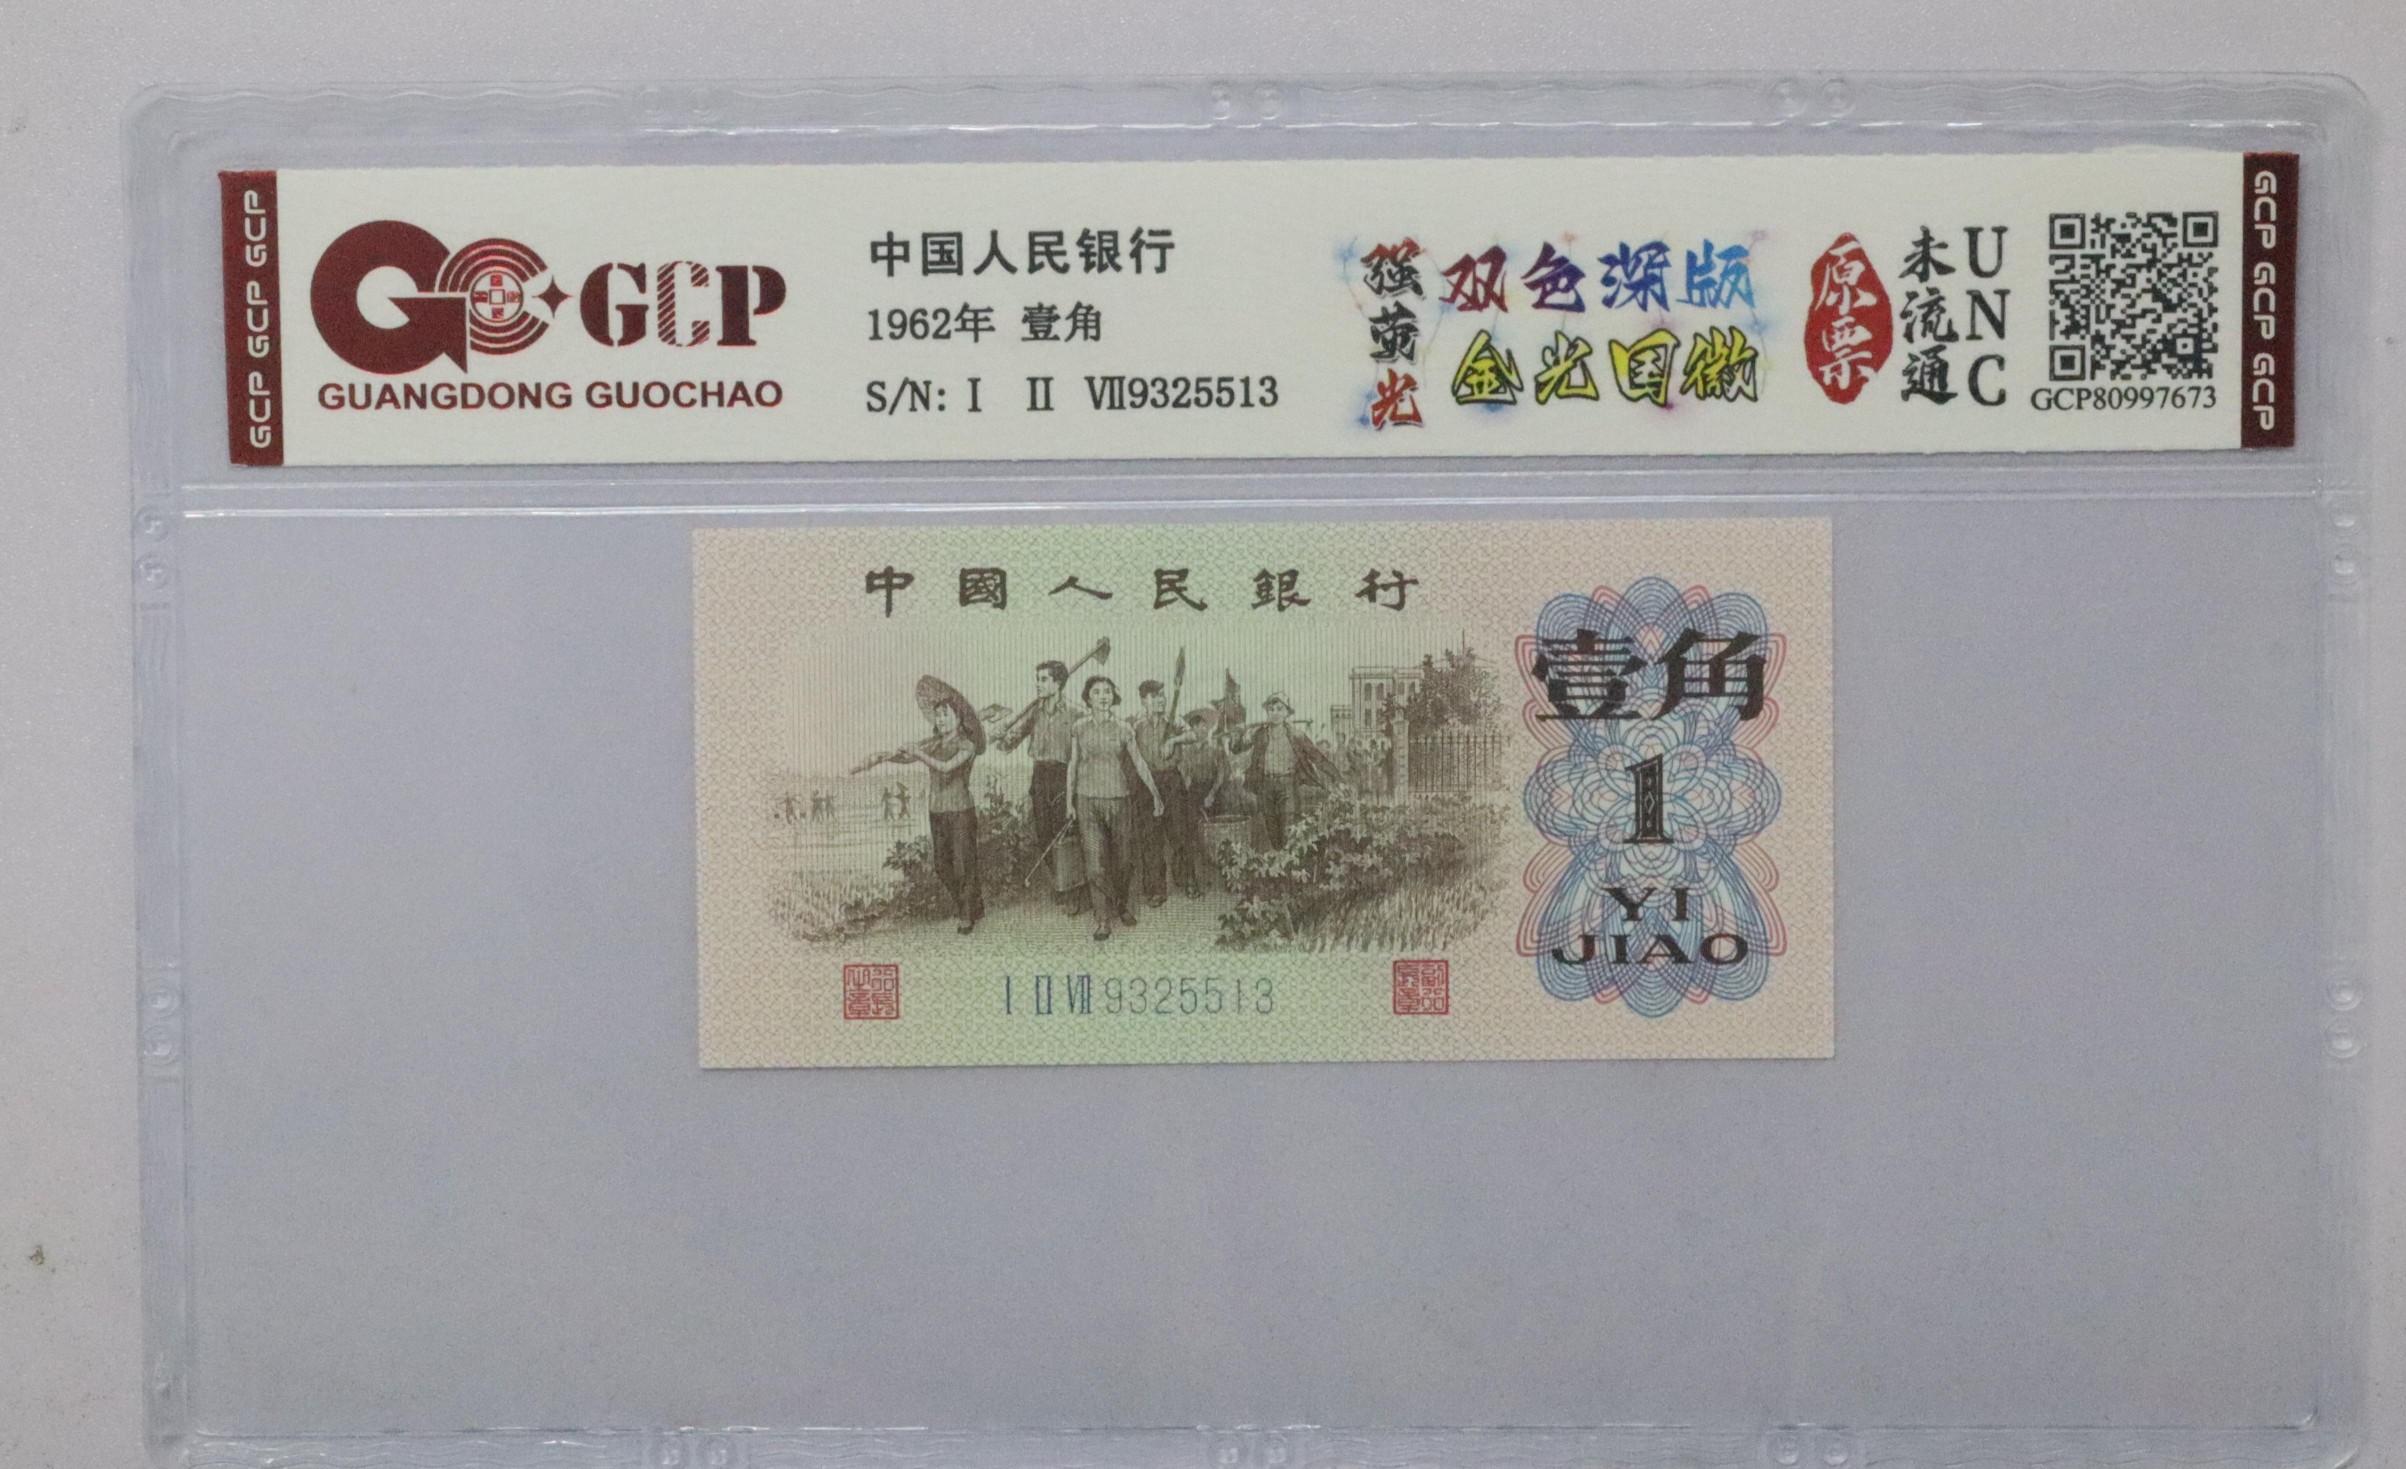 GCP GCP GCP
GCP
GUANGDONG GUOCHAO
中国人民银行
1962年 壹角
S/N: I II VII9325513
强荧光
双色深版
金光国徽
原票
未流通
UNC
GCP80997673
GCP GCP GCP
中國人民銀行
壹角
1
YI
JIAO
I II VII 9325513